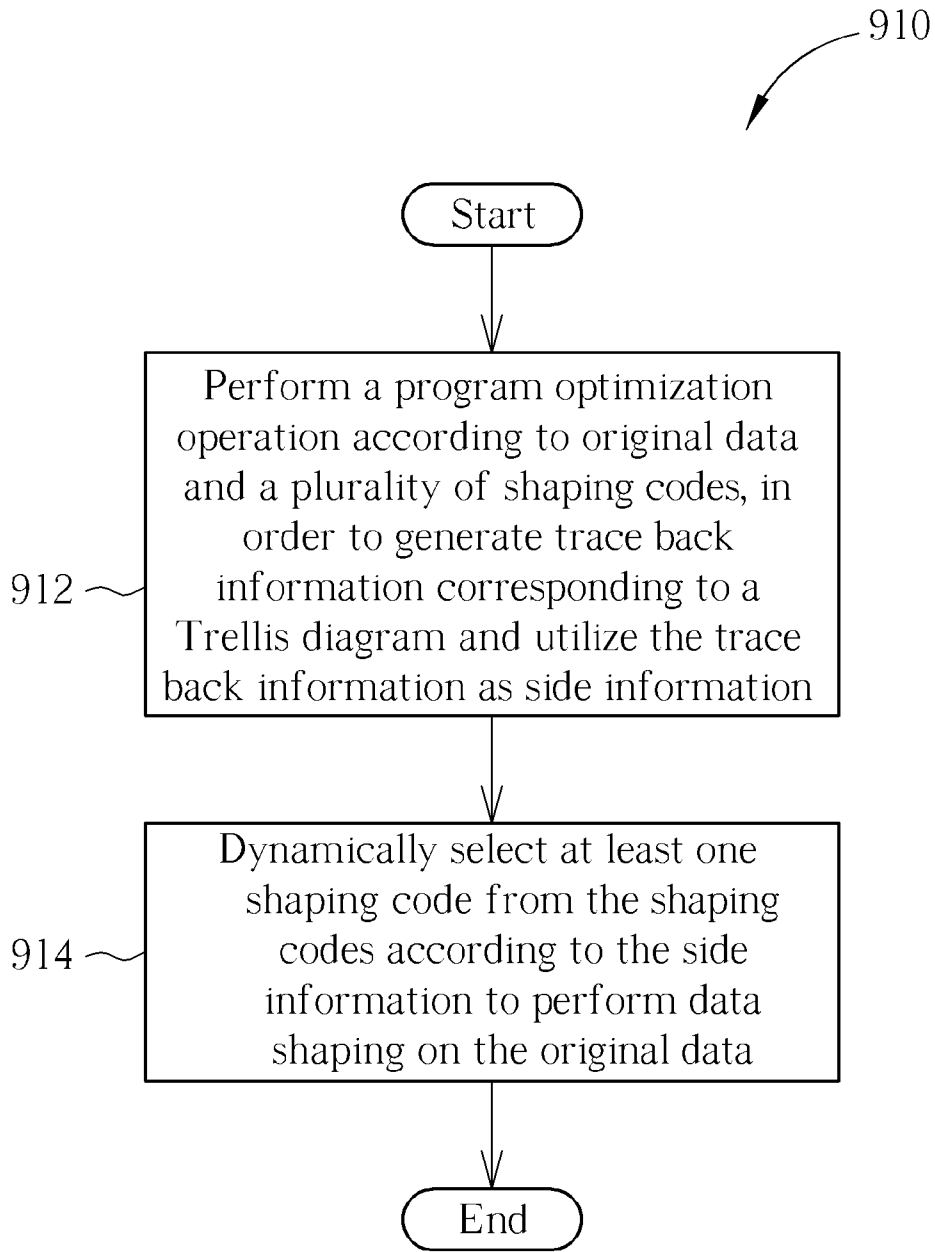 910
Start
Perform a program optimization
operation according to original data
and a plurality of shaping codes, in
order to generate trace back
information corresponding to a
Trellis diagram and utilize the trace
back information as side information
912
Dynamically select at least one
shaping code from the shaping
codes according to the side
information to perform data
shaping on the original data
914
End